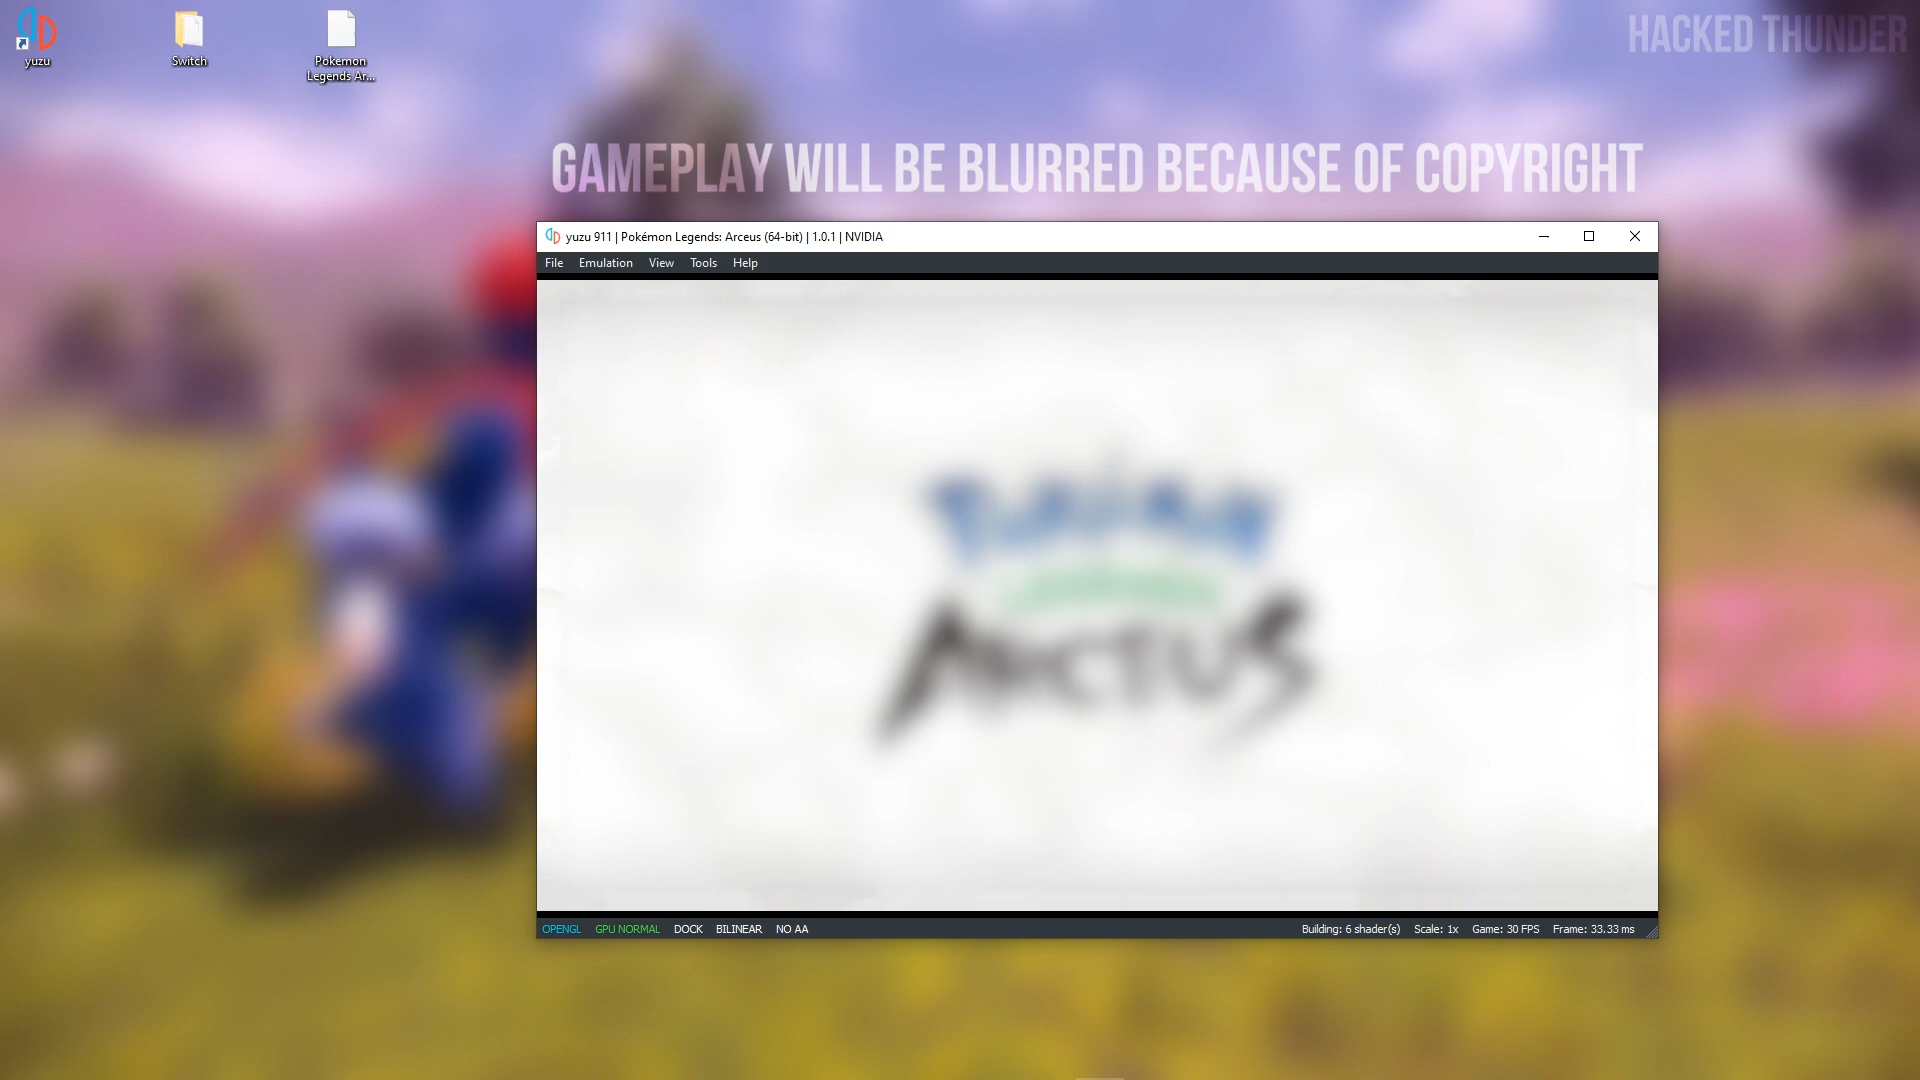 HACKED THUNDER
yuzu
Switch
Pokemon
Legends Ar...
GAMEPLAY WILL BE BLURRED BECAUSE OF COPYRIGHT
yuzu 911 | Pokémon Legends: Arceus (64-bit) | 1.0.1 | NVIDIA
File Emulation View Tools Help
ARCEUS
OPENGL GPU NORMAL DOCK BILINEAR NO AA Building: 6 shader(s) Scale: 1x Game: 30 FPS Frame: 33.33 ms